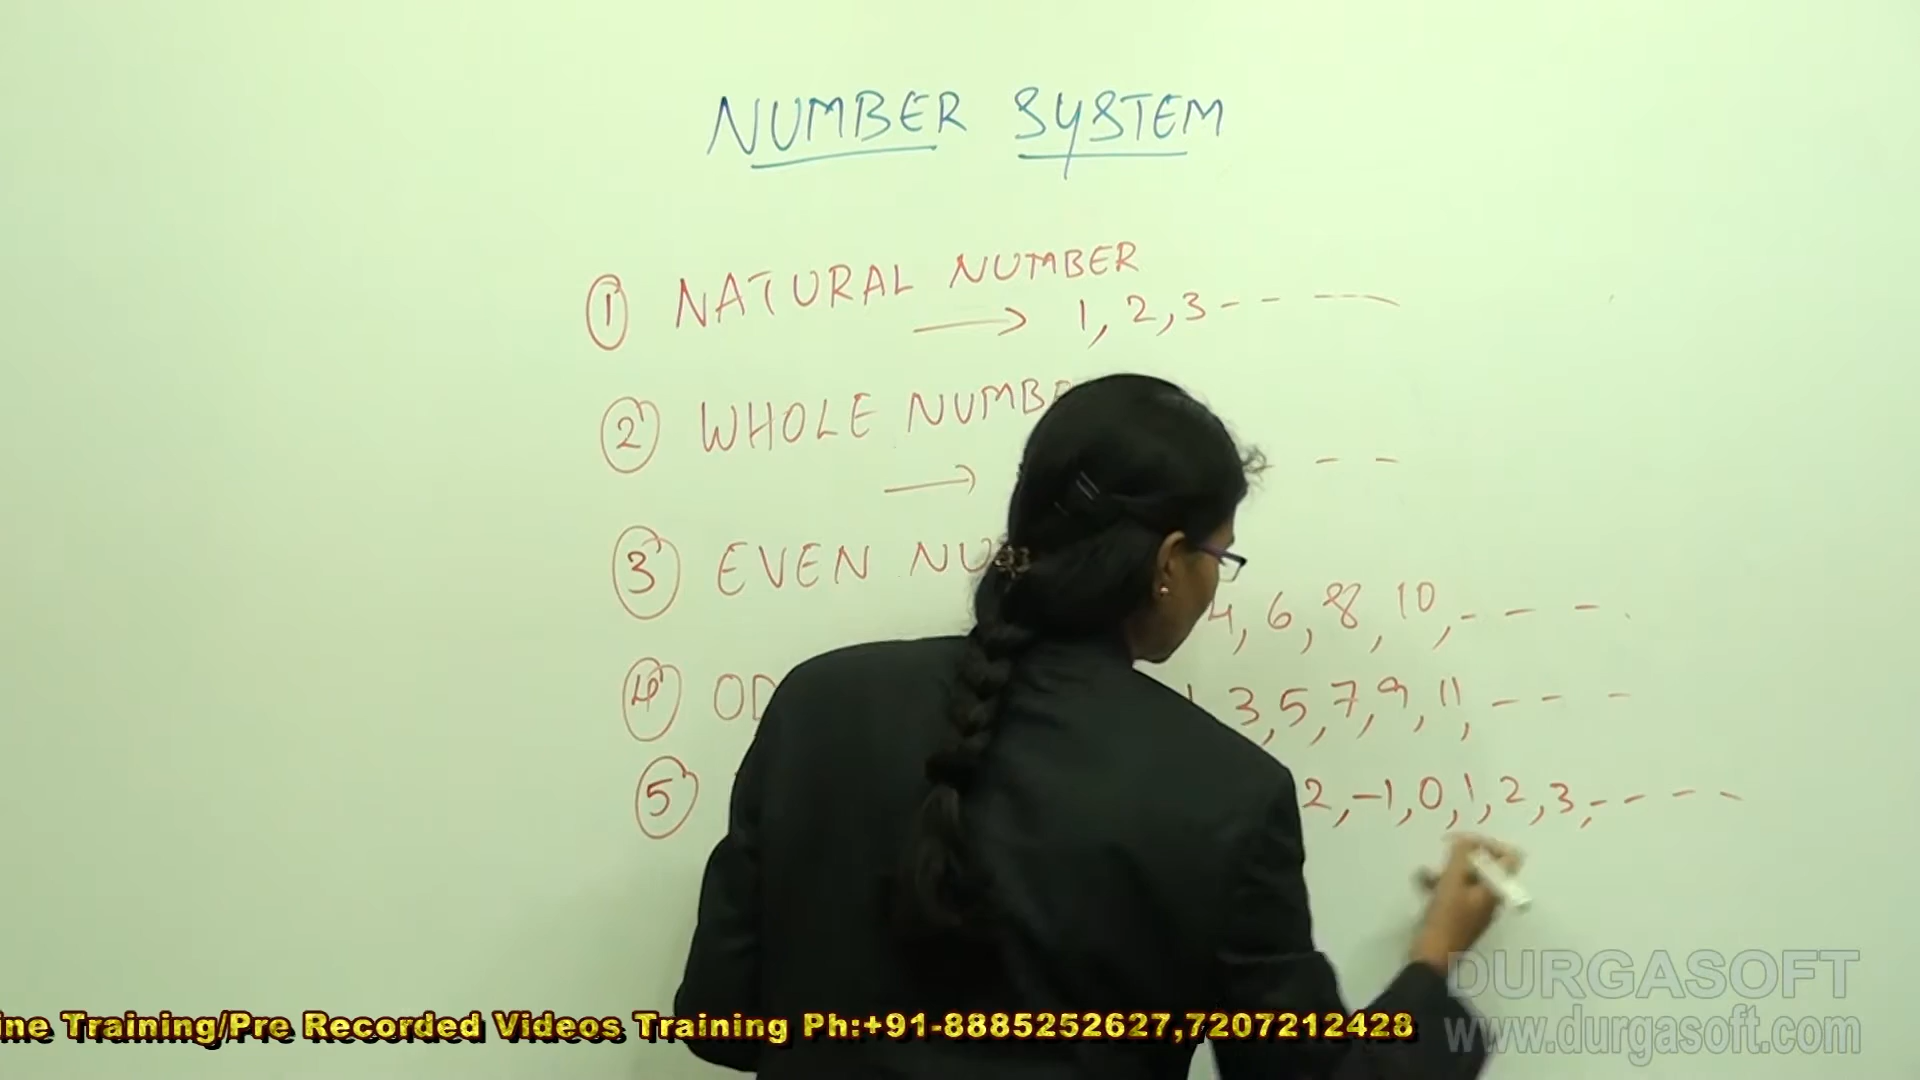 NUMBER SYSTEM
① NATURAL NUMBER
→ 1, 2, 3 - - - -
② WHOLE NUMBE
→ - - -
③ EVEN NU
4, 6, 8, 10, - - - .
④ OD 3, 5, 7, 9, 11, - - -
⑤ 2, -1, 0, 1, 2, 3, - - - -
DURGASOFT
ine Training/Pre Recorded Videos Training Ph:+91-8885252627,7207212428
www.durgasoft.com